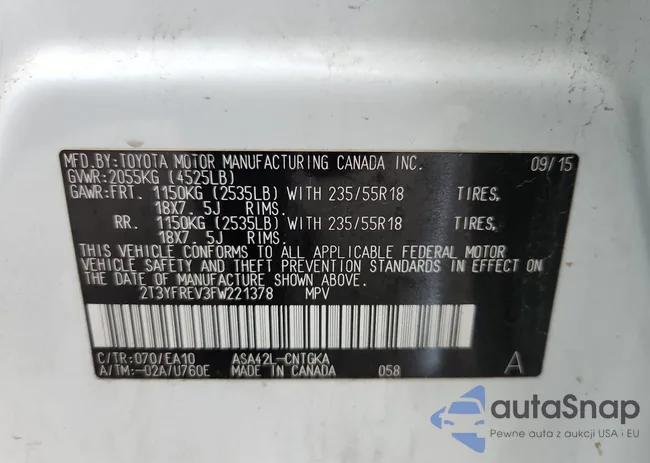 MFD.BY:TOYOTA MOTOR MANUFACTURING CANADA INC. 09/15
GVWR:2055KG (4525LB)
GAWR:FRT. 1150KG (2535LB) WITH 235/55R18 TIRES,
18X7.5J RIMS.
RR. 1150KG (2535LB) WITH 235/55R18 TIRES,
18X7.5J RIMS.
THIS VEHICLE CONFORMS TO ALL APPLICABLE FEDERAL MOTOR
VEHICLE SAFETY AND THEFT PREVENTION STANDARDS IN EFFECT ON
THE DATE OF MANUFACTURE SHOWN ABOVE.
2T3YFREV3FW221378 MPV
C/TR:070/EA10 ASA42L-CNTGKA
A/TM:-02A/U760E MADE IN CANADA 058 A
autoSnap
Pewne auta z aukcji USA i EU